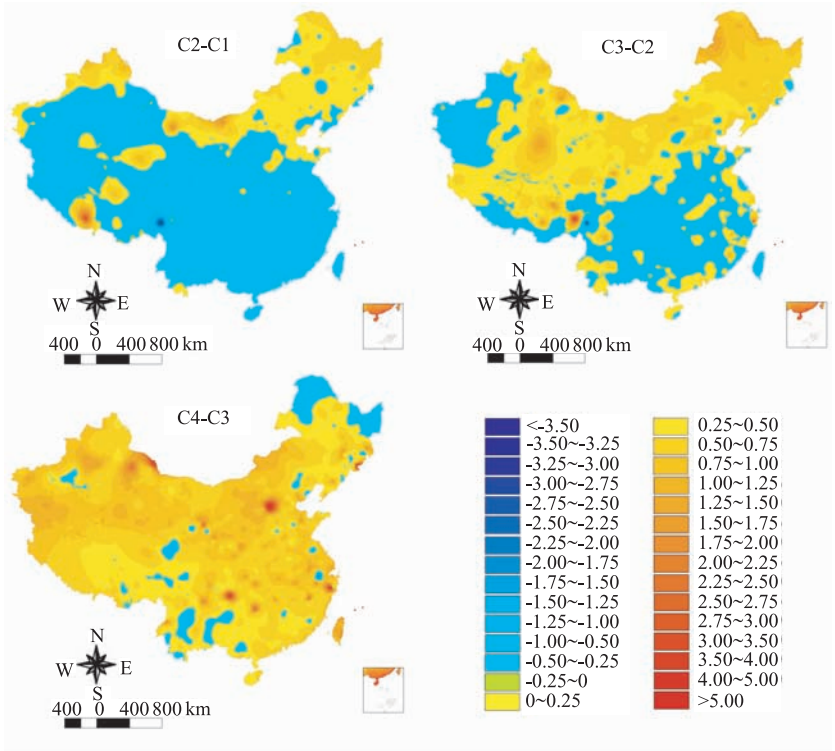 C2-C1
N
W E
S
400 0 400 800 km
C3-C2
N
W E
S
400 0 400 800 km
C4-C3
N
W E
S
400 0 400 800 km
<-3.50
-3.50~-3.25
-3.25~-3.00
-3.00~-2.75
-2.75~-2.50
-2.50~-2.25
-2.25~-2.00
-2.00~-1.75
-1.75~-1.50
-1.50~-1.25
-1.25~-1.00
-1.00~-0.50
-0.50~-0.25
-0.25~0
0~0.25
0.25~0.50
0.50~0.75
0.75~1.00
1.00~1.25
1.25~1.50
1.50~1.75
1.75~2.00
2.00~2.25
2.25~2.50
2.50~2.75
2.75~3.00
3.00~3.50
3.50~4.00
4.00~5.00
>5.00